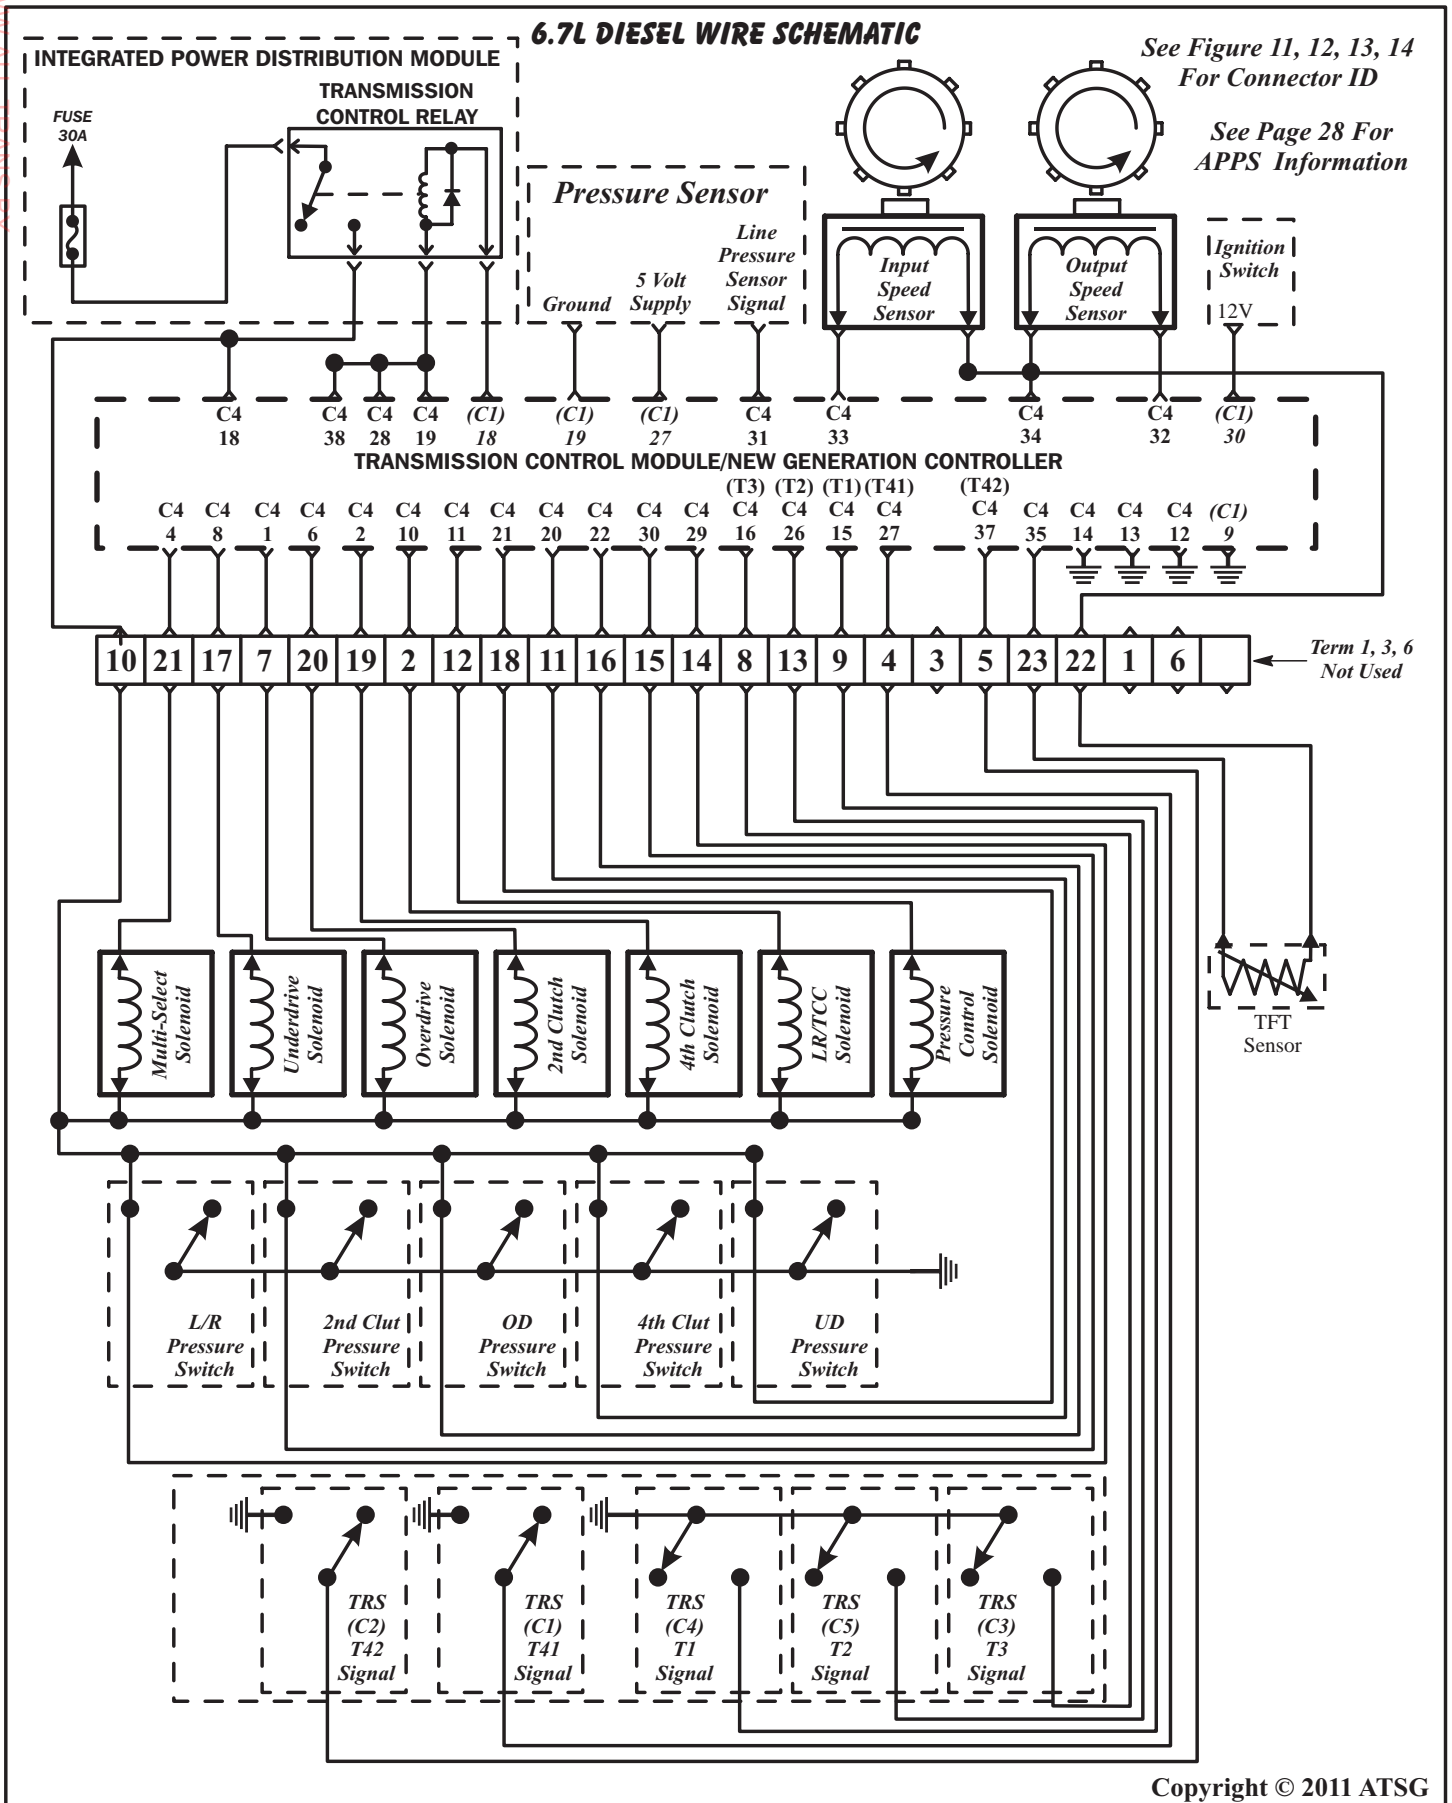 6.7L DIESEL WIRE SCHEMATIC
INTEGRATED POWER DISTRIBUTION MODULE
TRANSMISSION
CONTROL RELAY
FUSE
30A
See Figure 11, 12, 13, 14
For Connector ID
See Page 28 For
APPS Information
Pressure Sensor
Ground
5 Volt
Supply
Line
Pressure
Sensor
Signal
Input
Speed
Sensor
Output
Speed
Sensor
Ignition
Switch
12V
C4 C4 C4 C4 (C1) (C1) (C1) C4 C4 C4 C4 (C1)
18 38 28 19 18 19 27 31 33 34 32 30
TRANSMISSION CONTROL MODULE/NEW GENERATION CONTROLLER
(T3) (T2) (T1) (T41) (T42)
C4 C4 C4 C4 C4 C4 C4 C4 C4 C4 C4 C4 C4 C4 C4 C4 C4 C4 C4 C4 C4 (C1)
4 8 1 6 2 10 11 21 20 22 30 29 16 26 15 27 37 35 14 13 12 9
10 21 17 7 20 19 2 12 18 11 16 15 14 8 13 9 4 3 5 23 22 1 6
Term 1, 3, 6
Not Used
Multi-Select
Solenoid
Underdrive
Solenoid
Overdrive
Solenoid
2nd Clutch
Solenoid
4th Clutch
Solenoid
LR/TCC
Solenoid
Pressure
Control
Solenoid
TFT
Sensor
L/R
Pressure
Switch
2nd Clut
Pressure
Switch
OD
Pressure
Switch
4th Clut
Pressure
Switch
UD
Pressure
Switch
TRS
(C2)
T42
Signal
TRS
(C1)
T41
Signal
TRS
(C4)
T1
Signal
TRS
(C5)
T2
Signal
TRS
(C3)
T3
Signal
Copyright © 2011 ATSG